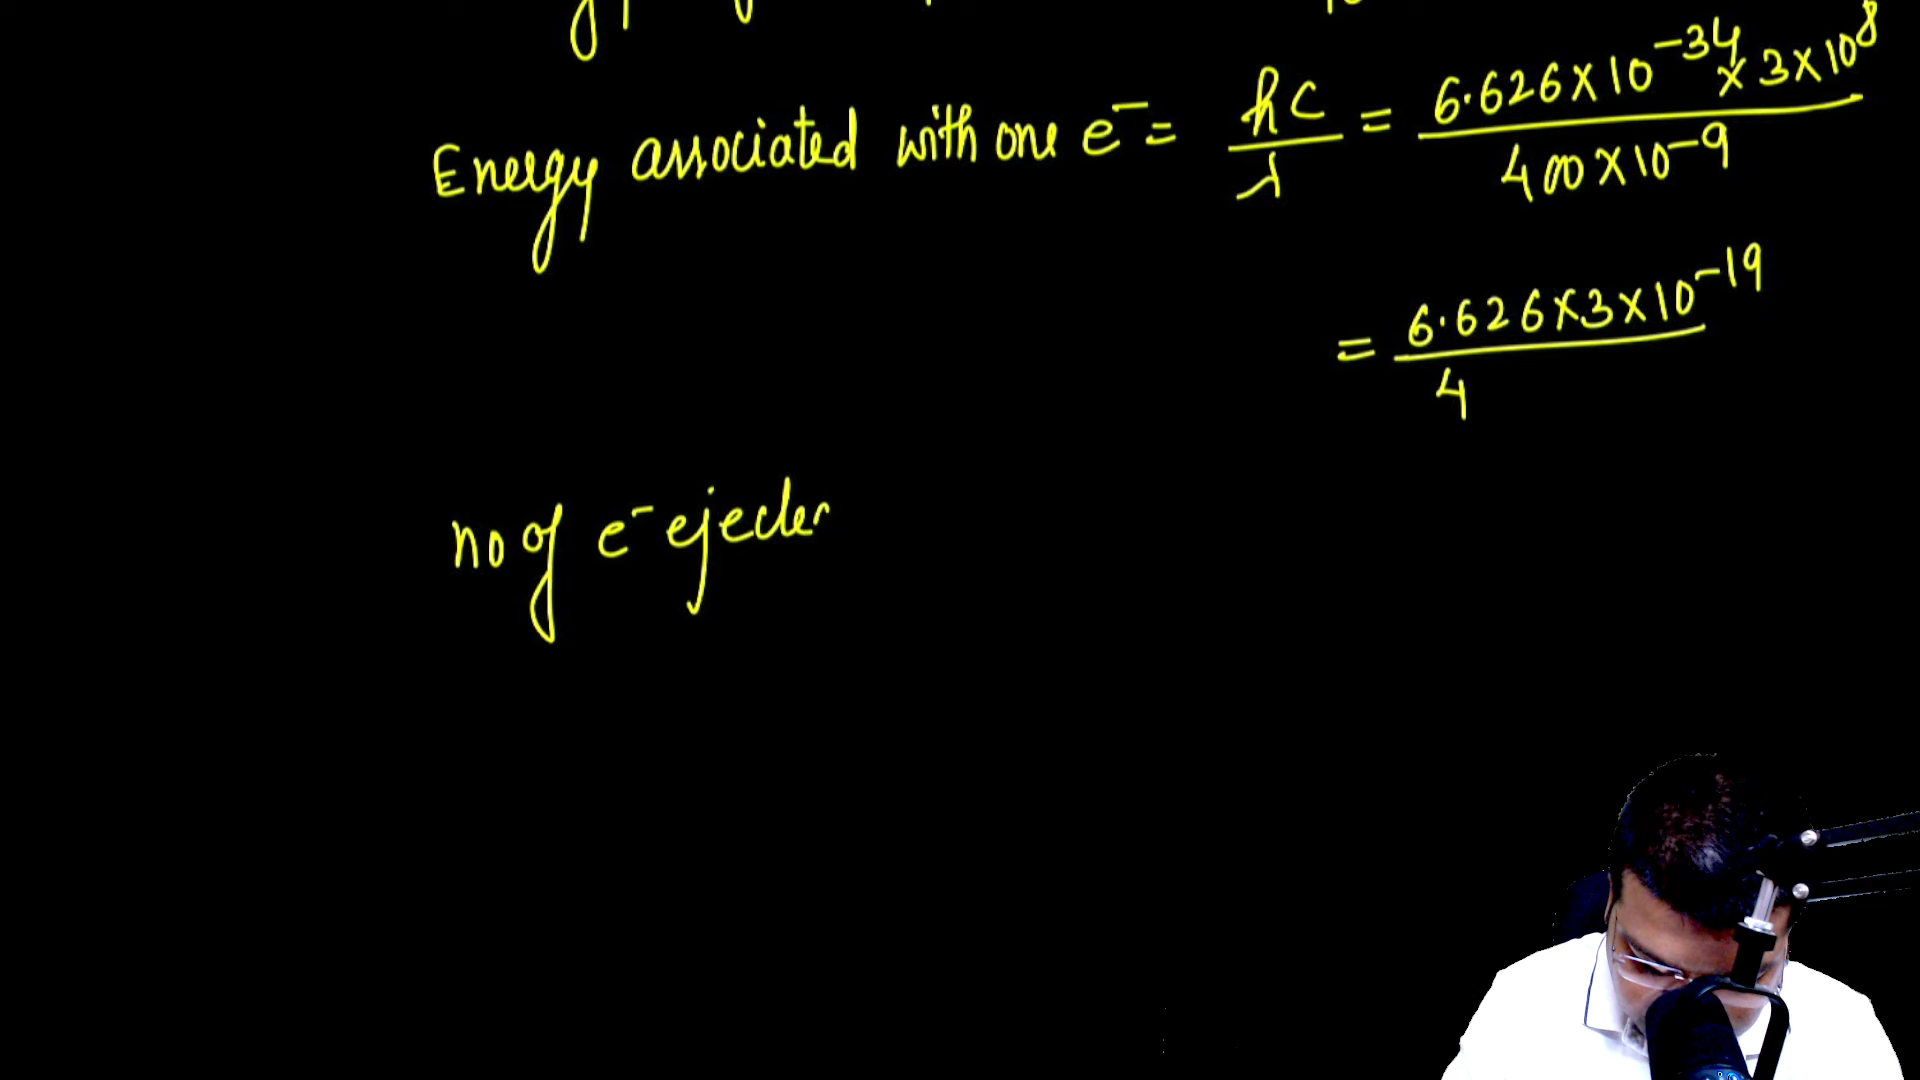 Energy associated with one e⁻ = hc/λ = 6.626×10⁻³⁴ × 3×10⁸ / 400×10⁻⁹
= 6.626×3×10⁻¹⁹ / 4
no of e⁻